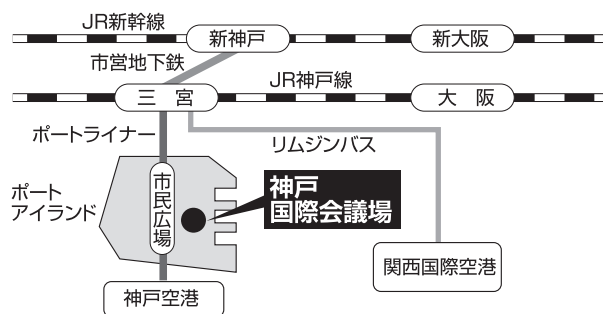 JR新幹線
新神戸
新大阪
市営地下鉄
JR神戸線
三 宮
大 阪
ポートライナー
リムジンバス
ポート
アイランド
市民広場
神戸
国際会議場
関西国際空港
神戸空港